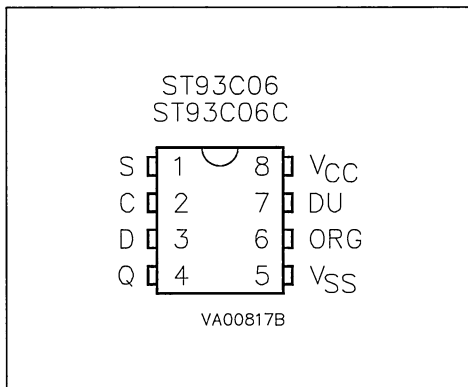 ST93C06
ST93C06C
S 1 8 VCC
C 2 7 DU
D 3 6 ORG
Q 4 5 VSS
VA00817B